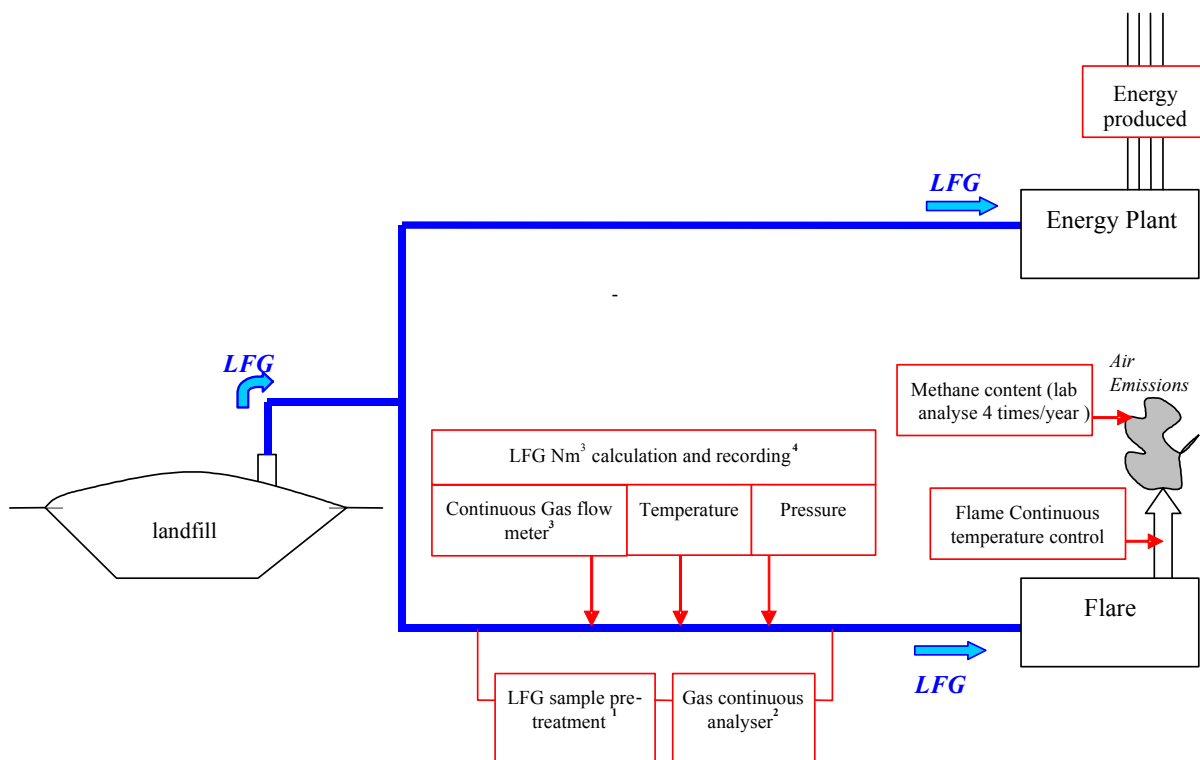 Energy
produced
LFG
Energy Plant
-
Air
Emissions
LFG
Methane content (lab
analyse 4 times/year )
LFG Nm³ calculation and recording⁴
Continuous Gas flow
meter³
Temperature
Pressure
Flame Continuous
temperature control
landfill
Flare
LFG
LFG sample pre-
treatment ¹
Gas continuous
analyser²